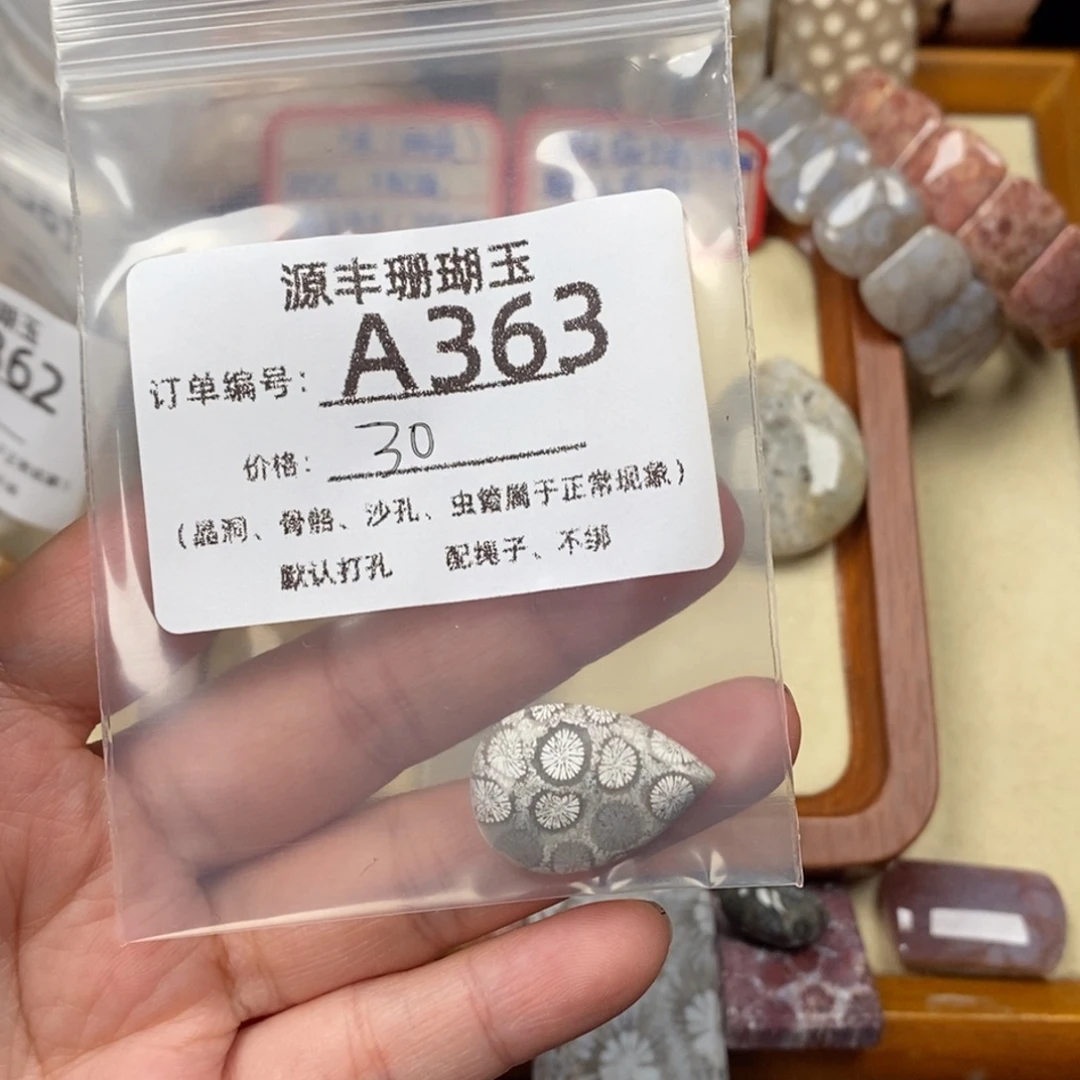 源丰珊瑚玉
订单编号: A363
价格: 30
(晶洞、骨骼、沙孔、虫管属于正常现象)
默认打孔 配绳子、不绑
362